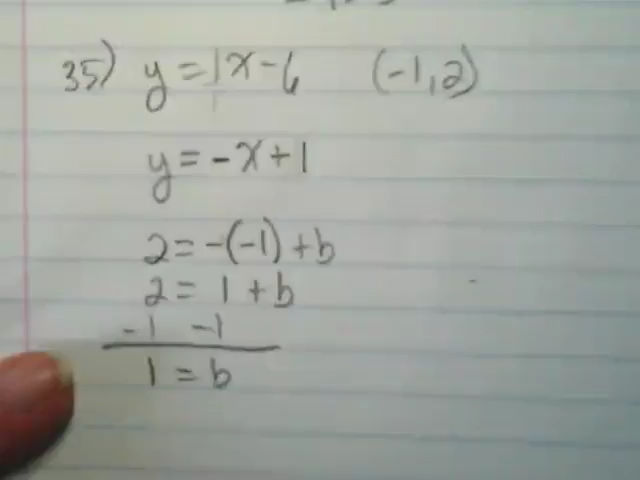 35) y = 1x - 6 (-1, 2)
y = -x + 1
2 = -(-1) + b
2 = 1 + b
-1 -1
1 = b